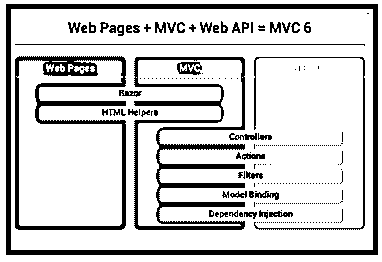 Web Pages + MVC + Web API = MVC 6
Web Pages
MVC
Razor
HTML Helpers
Controllers
Actions
Filters
Model Binding
Dependency Injection